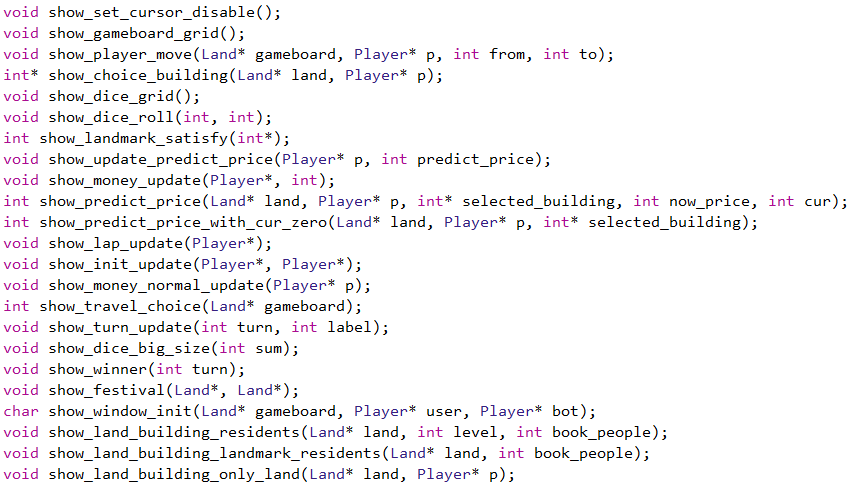 void show_set_cursor_disable();
void show_gameboard_grid();
void show_player_move(Land* gameboard, Player* p, int from, int to);
int* show_choice_building(Land* land, Player* p);
void show_dice_grid();
void show_dice_roll(int, int);
int show_landmark_satisfy(int*);
void show_update_predict_price(Player* p, int predict_price);
void show_money_update(Player*, int);
int show_predict_price(Land* land, Player* p, int* selected_building, int now_price, int cur);
int show_predict_price_with_cur_zero(Land* land, Player* p, int* selected_building);
void show_lap_update(Player*);
void show_init_update(Player*, Player*);
void show_money_normal_update(Player* p);
int show_travel_choice(Land* gameboard);
void show_turn_update(int turn, int label);
void show_dice_big_size(int sum);
void show_winner(int turn);
void show_festival(Land*, Land*);
char show_window_init(Land* gameboard, Player* user, Player* bot);
void show_land_building_residents(Land* land, int level, int book_people);
void show_land_building_landmark_residents(Land* land, int book_people);
void show_land_building_only_land(Land* land, Player* p);